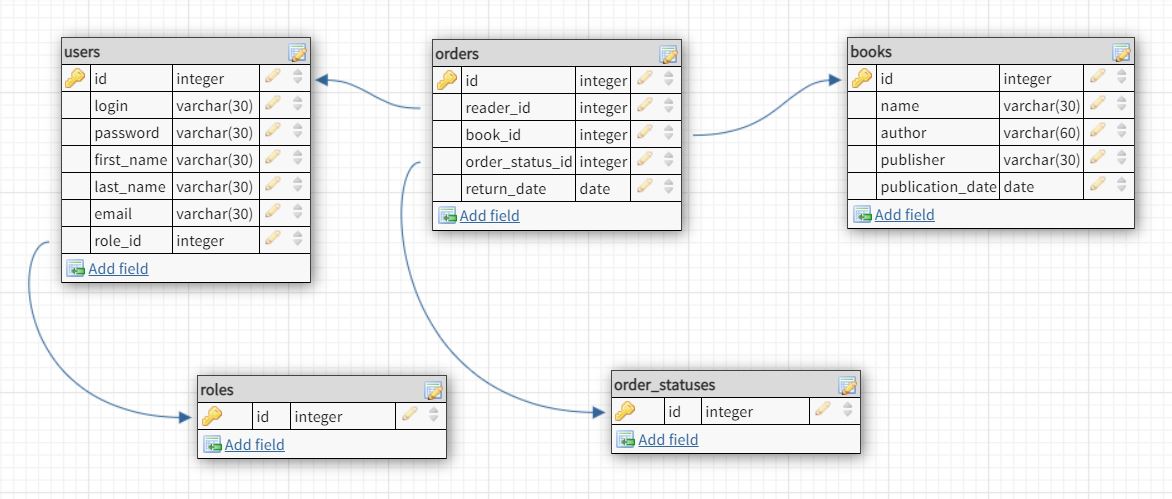 users
id integer
login varchar(30)
password varchar(30)
first_name varchar(30)
last_name varchar(30)
email varchar(30)
role_id integer
Add field
orders
id integer
reader_id integer
book_id integer
order_status_id integer
return_date date
Add field
books
id integer
name varchar(30)
author varchar(60)
publisher varchar(30)
publication_date date
Add field
roles
id integer
Add field
order_statuses
id integer
Add field